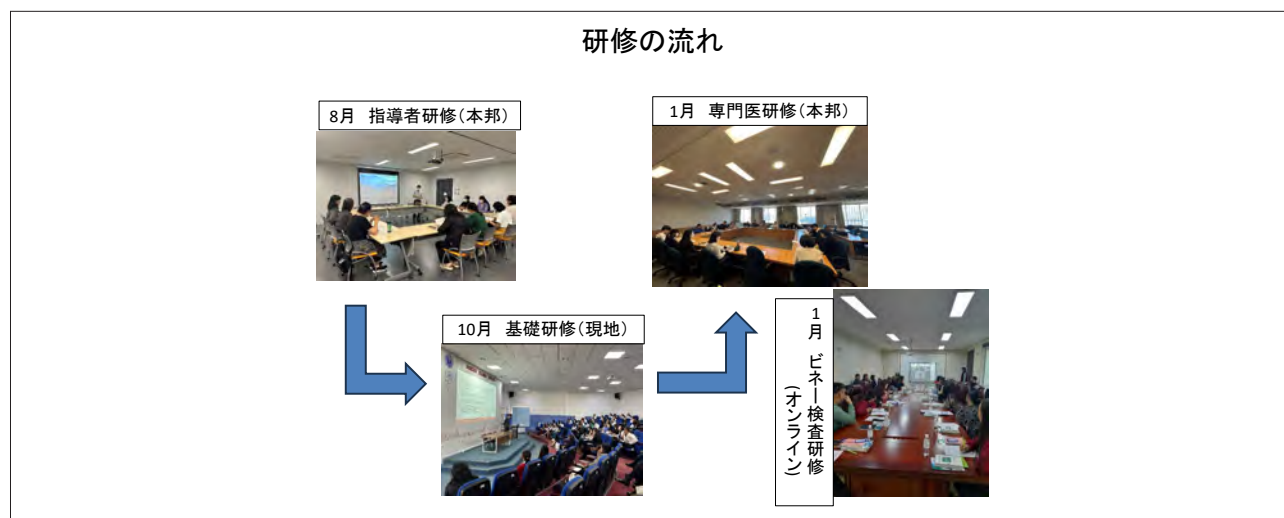 研修の流れ
8月 指導者研修(本邦)
10月 基礎研修(現地)
1月 専門医研修(本邦)
1月 ビネー検査研修
(オンライン)